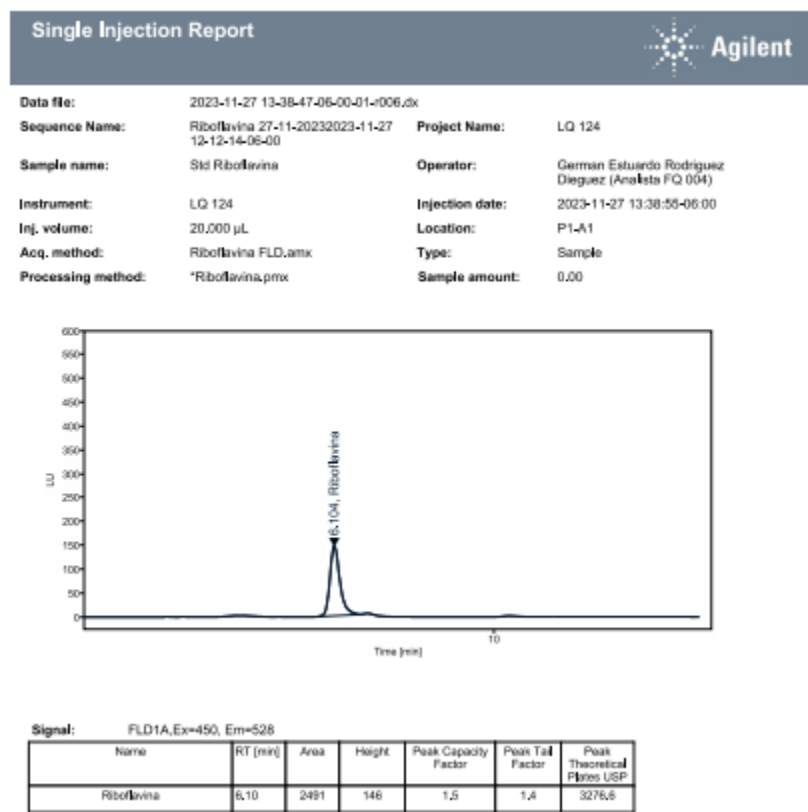 Single Injection Report
Agilent
Data file: 2023-11-27 13-38-47-06-00-01-r006.dx
Sequence Name: Riboflavina 27-11-20232023-11-27 Project Name: LQ 124
12-12-14-06-00
Sample name: Std Riboflavina Operator: German Estuardo Rodriguez
Dieguez (Analista FQ 004)
Instrument: LQ 124 Injection date: 2023-11-27 13:38:55-06:00
Inj. volume: 20.000 µL Location: P1-A1
Acq. method: Riboflavina FLD.amx Type: Sample
Processing method: *Riboflavina.pmx Sample amount: 0.00
600
550
500
450
400
350
300
250
200
150
100
50
0
LU
6.104, Riboflavina
10
Time [min]
Signal: FLD1A,Ex=450, Em=528
Name RT [min] Area Height Peak Capacity Peak Tail Peak
Factor Factor Theoretical
Plates USP
Riboflavina 6.10 2491 146 1.5 1.4 3276.6